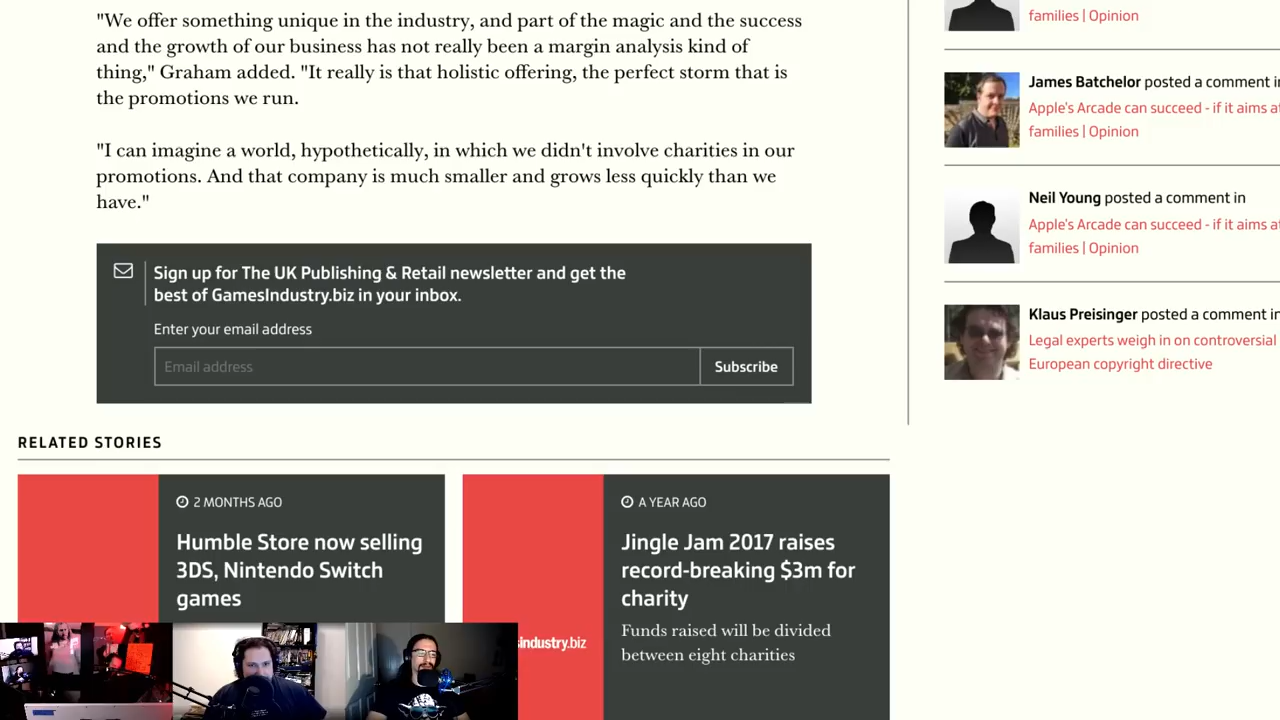 "We offer something unique in the industry, and part of the magic and the success
and the growth of our business has not really been a margin analysis kind of
thing," Graham added. "It really is that holistic offering, the perfect storm that is
the promotions we run.
"I can imagine a world, hypothetically, in which we didn't involve charities in our
promotions. And that company is much smaller and grows less quickly than we
have."
Sign up for The UK Publishing & Retail newsletter and get the
best of GamesIndustry.biz in your inbox.
Enter your email address
Email address
Subscribe
families | Opinion
James Batchelor posted a comment in
Apple's Arcade can succeed - if it aims at
families | Opinion
Neil Young posted a comment in
Apple's Arcade can succeed - if it aims at
families | Opinion
Klaus Preisinger posted a comment in
Legal experts weigh in on controversial
European copyright directive
RELATED STORIES
2 MONTHS AGO
Humble Store now selling
3DS, Nintendo Switch
games
A YEAR AGO
Jingle Jam 2017 raises
record-breaking $3m for
charity
Funds raised will be divided
between eight charities
sindustry.biz